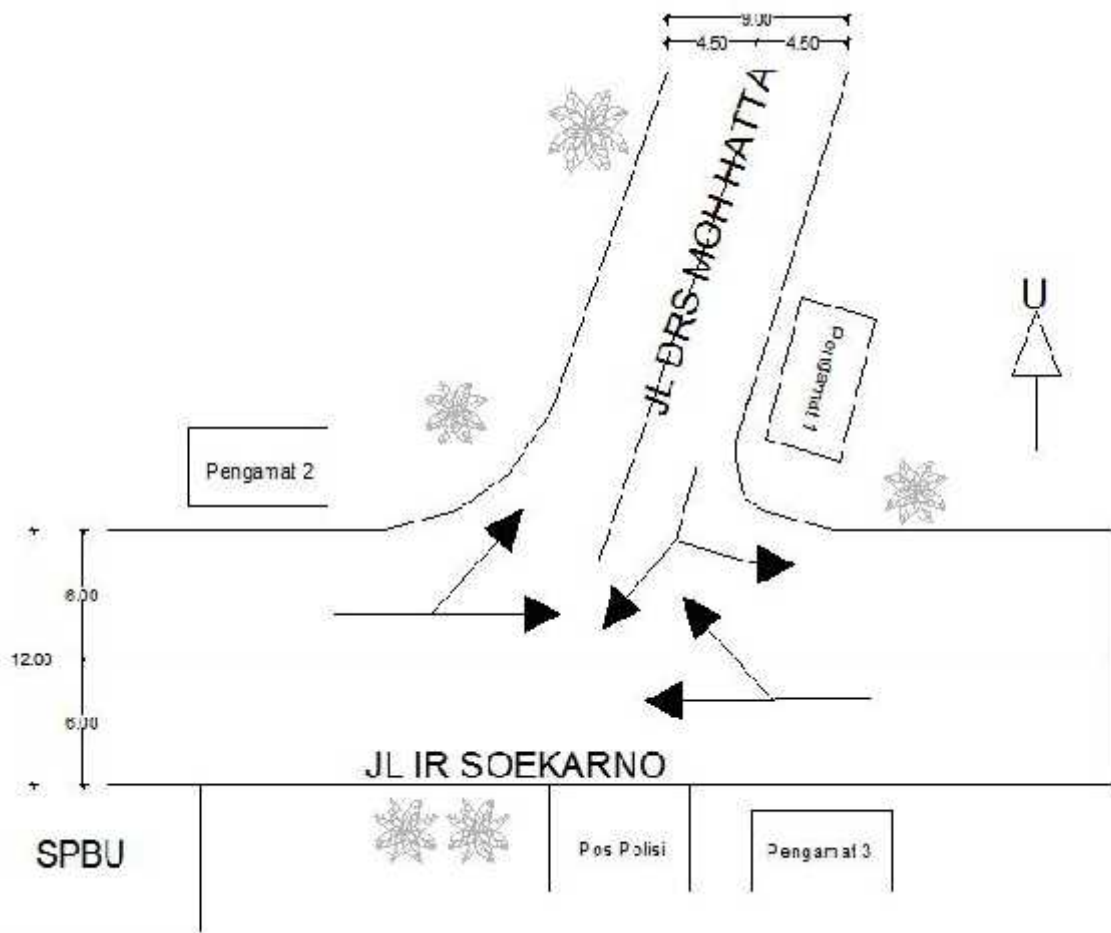 9.00
4.50 4.50
JL DRS MOH HATTA
U
Pengamat 1
Pengamat 2
6.00
12.00
6.00
JL IR SOEKARNO
SPBU
Pos Polisi
Pengamat 3